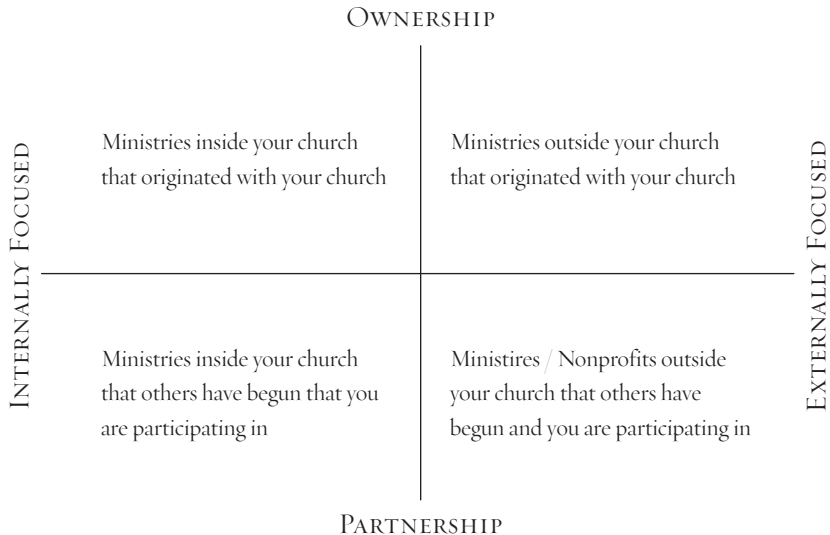 OWNERSHIP
INTERNALLY FOCUSED
Ministries inside your church
that originated with your church
Ministries outside your church
that originated with your church
EXTERNALLY FOCUSED
Ministries inside your church
that others have begun that you
are participating in
Ministires / Nonprofits outside
your church that others have
begun and you are participating in
PARTNERSHIP